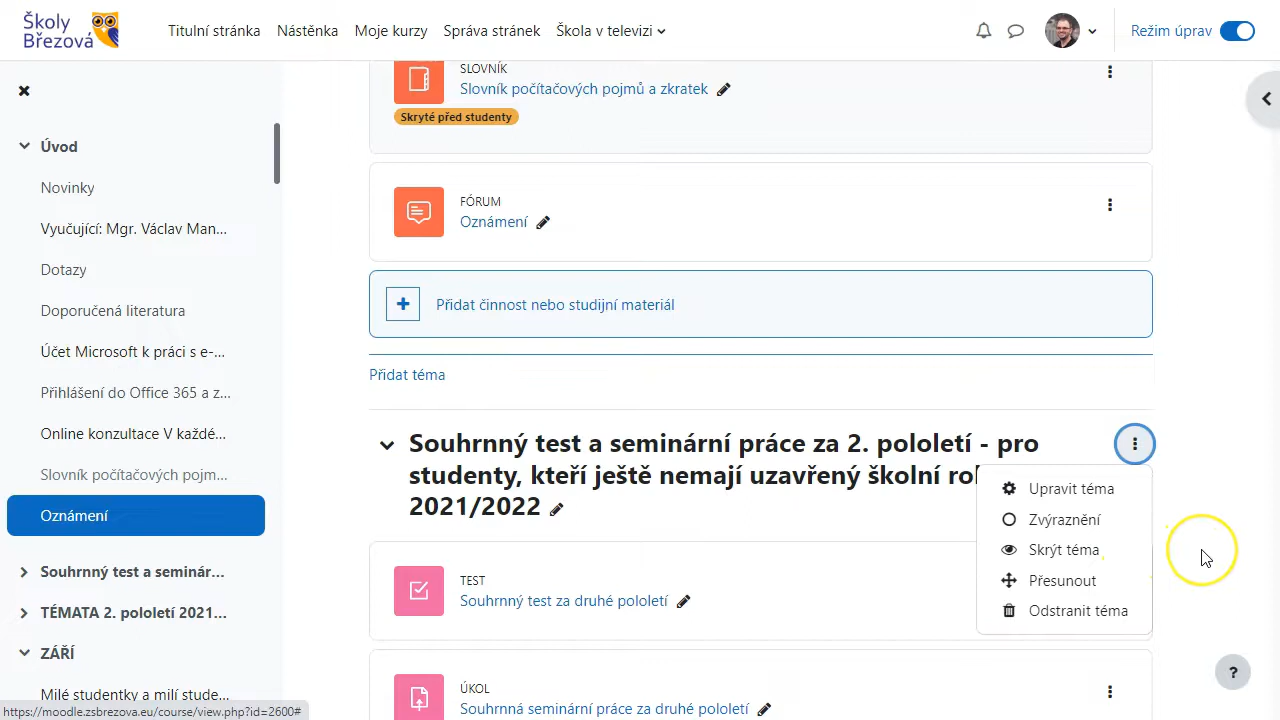 Školy
Březová
Titulní stránka
Nástěnka
Moje kurzy
Správa stránek
Škola v televizi
Režim úprav
Úvod
Novinky
Vyučující: Mgr. Václav Man...
Dotazy
Doporučená literatura
Účet Microsoft k práci s e-...
Přihlášení do Office 365 a z...
Online konzultace V každé...
Slovník počítačových pojm...
Oznámení
Souhrnný test a seminár...
TÉMATA 2. pololetí 2021...
ZÁŘÍ
Milé studentky a milí stude...
https://moodle.zsbrezova.eu/course/view.php?id=2600#
SLOVNÍK
Slovník počítačových pojmů a zkratek
Skryté před studenty
FÓRUM
Oznámení
Přidat činnost nebo studijní materiál
Přidat téma
Souhrnný test a seminární práce za 2. pololetí - pro
studenty, kteří ještě nemají uzavřený školní
2021/2022
Upravit téma
Zvýraznění
Skrýt téma
Přesunout
Odstranit téma
TEST
Souhrnný test za druhé pololetí
ÚKOL
Souhrnná seminární práce za druhé pololetí
?